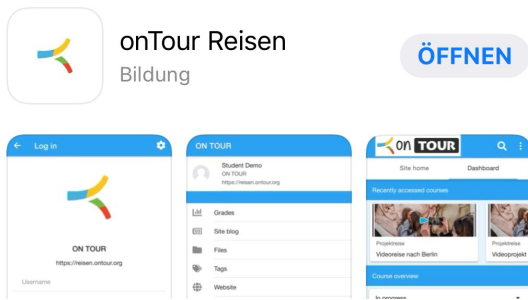 onTour Reisen
Bildung
ÖFFNEN
Log in
ON TOUR
https://reisen.ontour.org
Username
ON TOUR
Student Demo
ON TOUR
https://reisen.ontour.org
Grades
Site blog
Files
Tags
Website
on TOUR
Site home
Dashboard
Recently accessed courses
Projektreise
Videoreise nach Berlin
Projektreise
Videoprojekt
Course overview
In progress